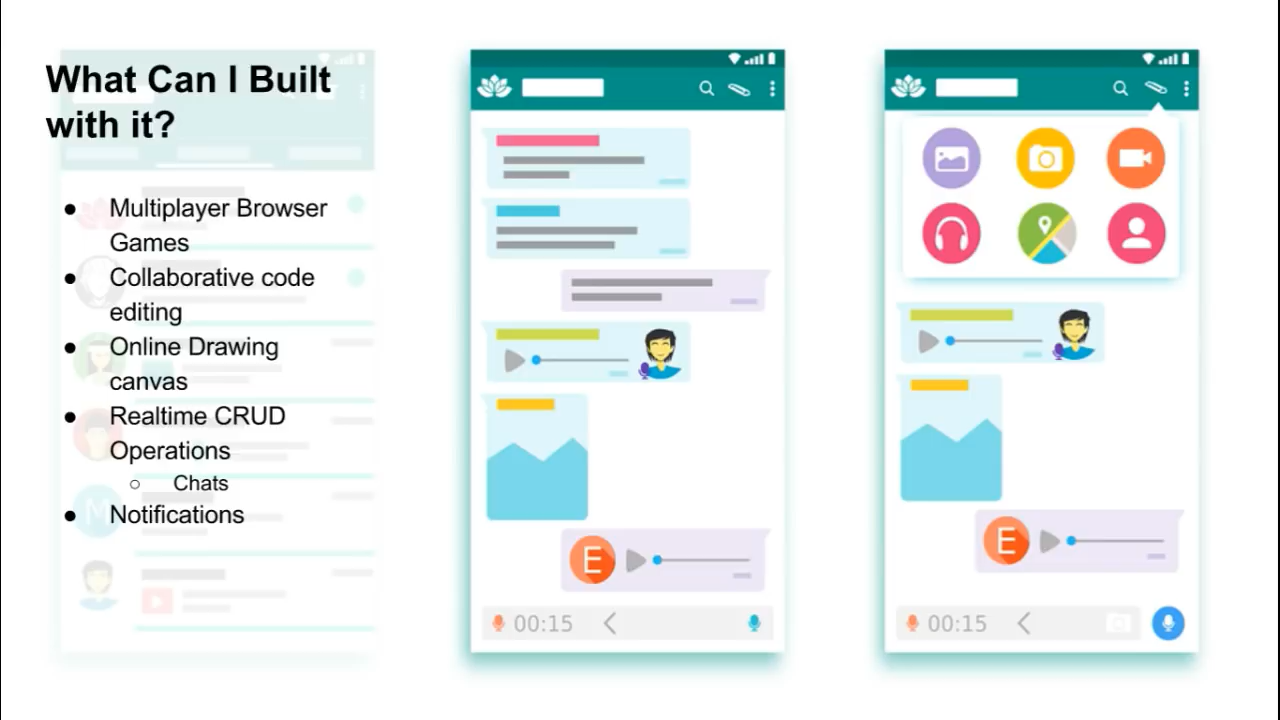 What Can I Built
with it?
● Multiplayer Browser
Games
● Collaborative code
editing
● Online Drawing
canvas
● Realtime CRUD
Operations
○ Chats
● Notifications
M
E
00:15
E
00:15